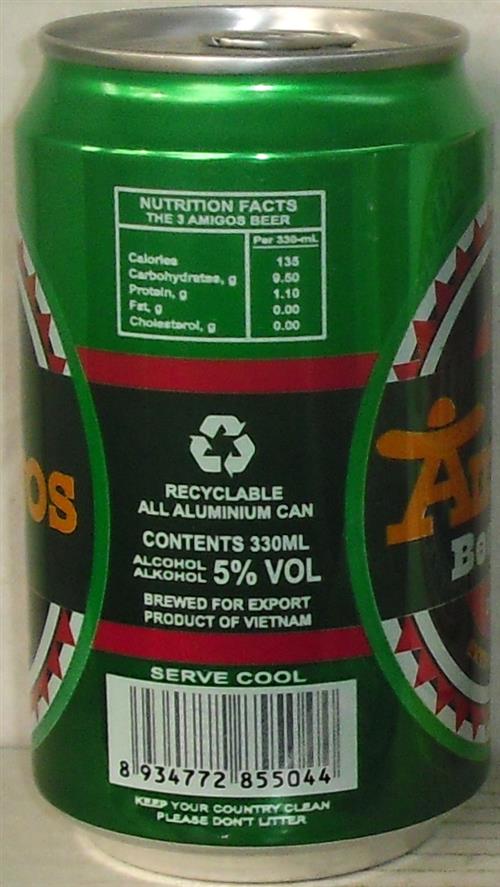 NUTRITION FACTS
THE 3 AMIGOS BEER
Per 330-mL
Calories 135
Carbohydrates, g 9.50
Protein, g 1.10
Fat, g 0.00
Cholesterol, g 0.00
RECYCLABLE
ALL ALUMINIUM CAN
CONTENTS 330ML
ALCOHOL
ALKOHOL 5% VOL
BREWED FOR EXPORT
PRODUCT OF VIETNAM
SERVE COOL
8 934772 855044
KEEP YOUR COUNTRY CLEAN
PLEASE DON'T LITTER
OS
A
Be